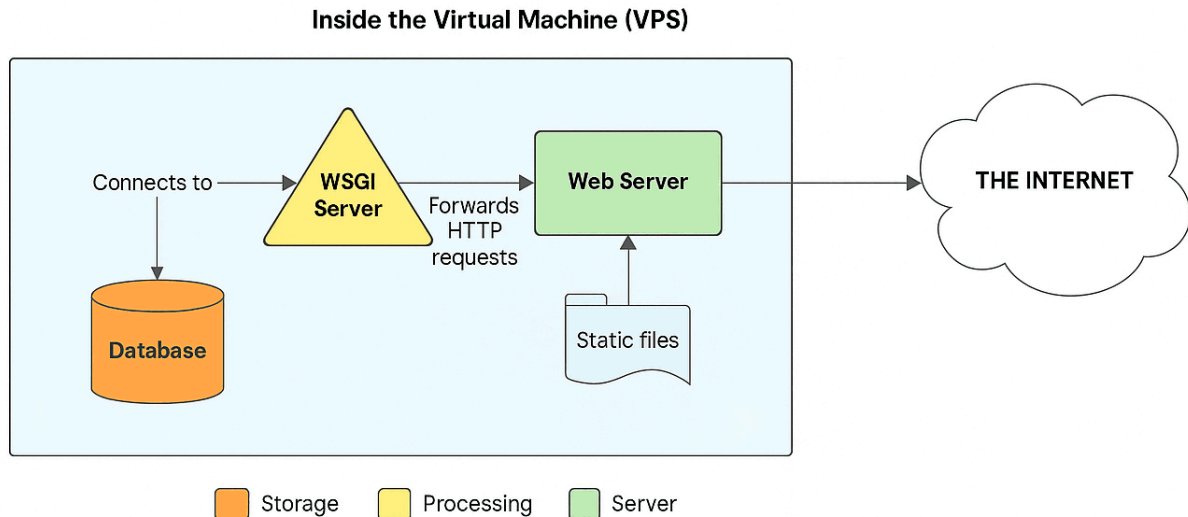 Inside the Virtual Machine (VPS)
Connects to
WSGI
Server
Forwards
HTTP
requests
Web Server
THE INTERNET
Database
Static files
Storage
Processing
Server